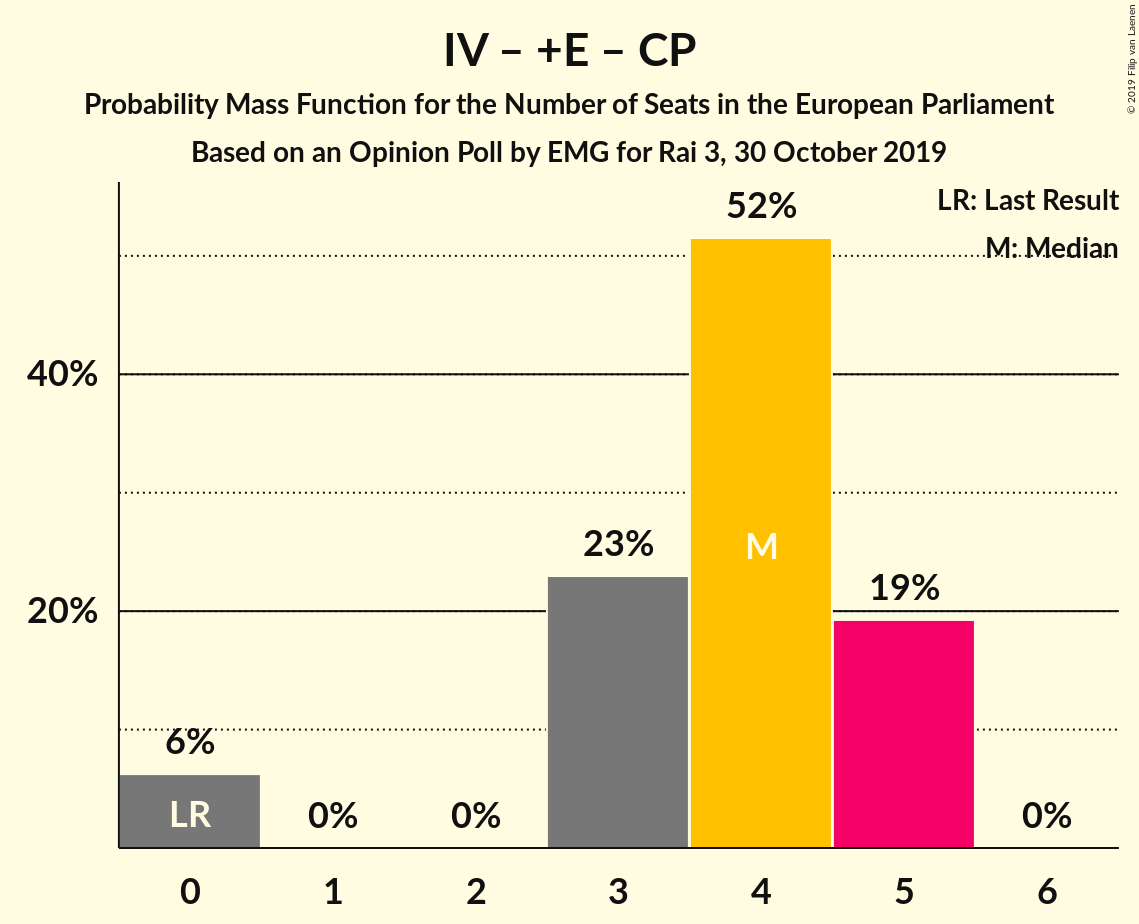 IV – +E – CP
Probability Mass Function for the Number of Seats in the European Parliament
Based on an Opinion Poll by EMG for Rai 3, 30 October 2019
© 2019 Filip van Laenen
LR: Last Result
M: Median
52%
40%
23%
M
19%
20%
6%
LR
0%
0%
0%
0
1
2
3
4
5
6